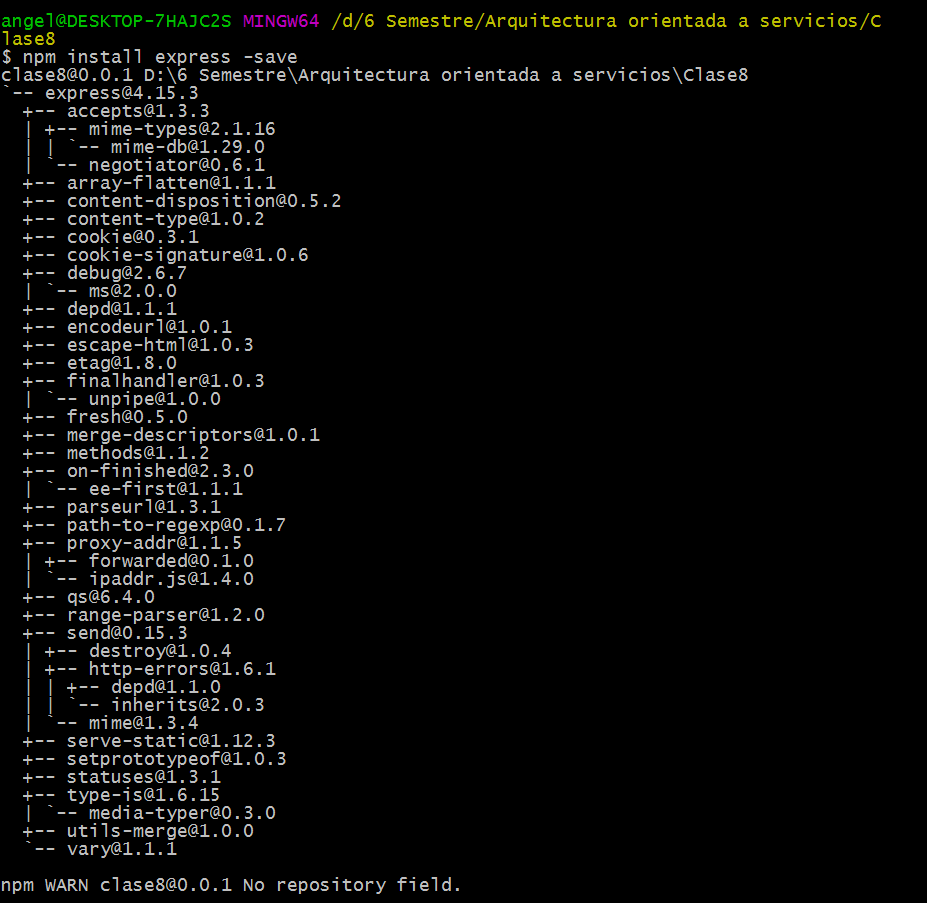 angel@DESKTOP-7HAJC2S MINGW64 /d/6 Semestre/Arquitectura orientada a servicios/C
lase8
$ npm install express -save
clase8@0.0.1 D:\6 Semestre\Arquitectura orientada a servicios\Clase8
`-- express@4.15.3
  +-- accepts@1.3.3
  | +-- mime-types@2.1.16
  | | `-- mime-db@1.29.0
  | `-- negotiator@0.6.1
  +-- array-flatten@1.1.1
  +-- content-disposition@0.5.2
  +-- content-type@1.0.2
  +-- cookie@0.3.1
  +-- cookie-signature@1.0.6
  +-- debug@2.6.7
  | `-- ms@2.0.0
  +-- depd@1.1.1
  +-- encodeurl@1.0.1
  +-- escape-html@1.0.3
  +-- etag@1.8.0
  +-- finalhandler@1.0.3
  | `-- unpipe@1.0.0
  +-- fresh@0.5.0
  +-- merge-descriptors@1.0.1
  +-- methods@1.1.2
  +-- on-finished@2.3.0
  | `-- ee-first@1.1.1
  +-- parseurl@1.3.1
  +-- path-to-regexp@0.1.7
  +-- proxy-addr@1.1.5
  | +-- forwarded@0.1.0
  | `-- ipaddr.js@1.4.0
  +-- qs@6.4.0
  +-- range-parser@1.2.0
  +-- send@0.15.3
  | +-- destroy@1.0.4
  | +-- http-errors@1.6.1
  | | +-- depd@1.1.0
  | | `-- inherits@2.0.3
  | `-- mime@1.3.4
  +-- serve-static@1.12.3
  +-- setprototypeof@1.0.3
  +-- statuses@1.3.1
  +-- type-is@1.6.15
  | `-- media-typer@0.3.0
  +-- utils-merge@1.0.0
  `-- vary@1.1.1
npm WARN clase8@0.0.1 No repository field.